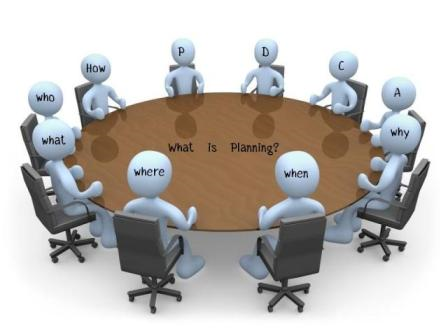 P
D
How
C
who
A
what
why
What is Planning?
where
when